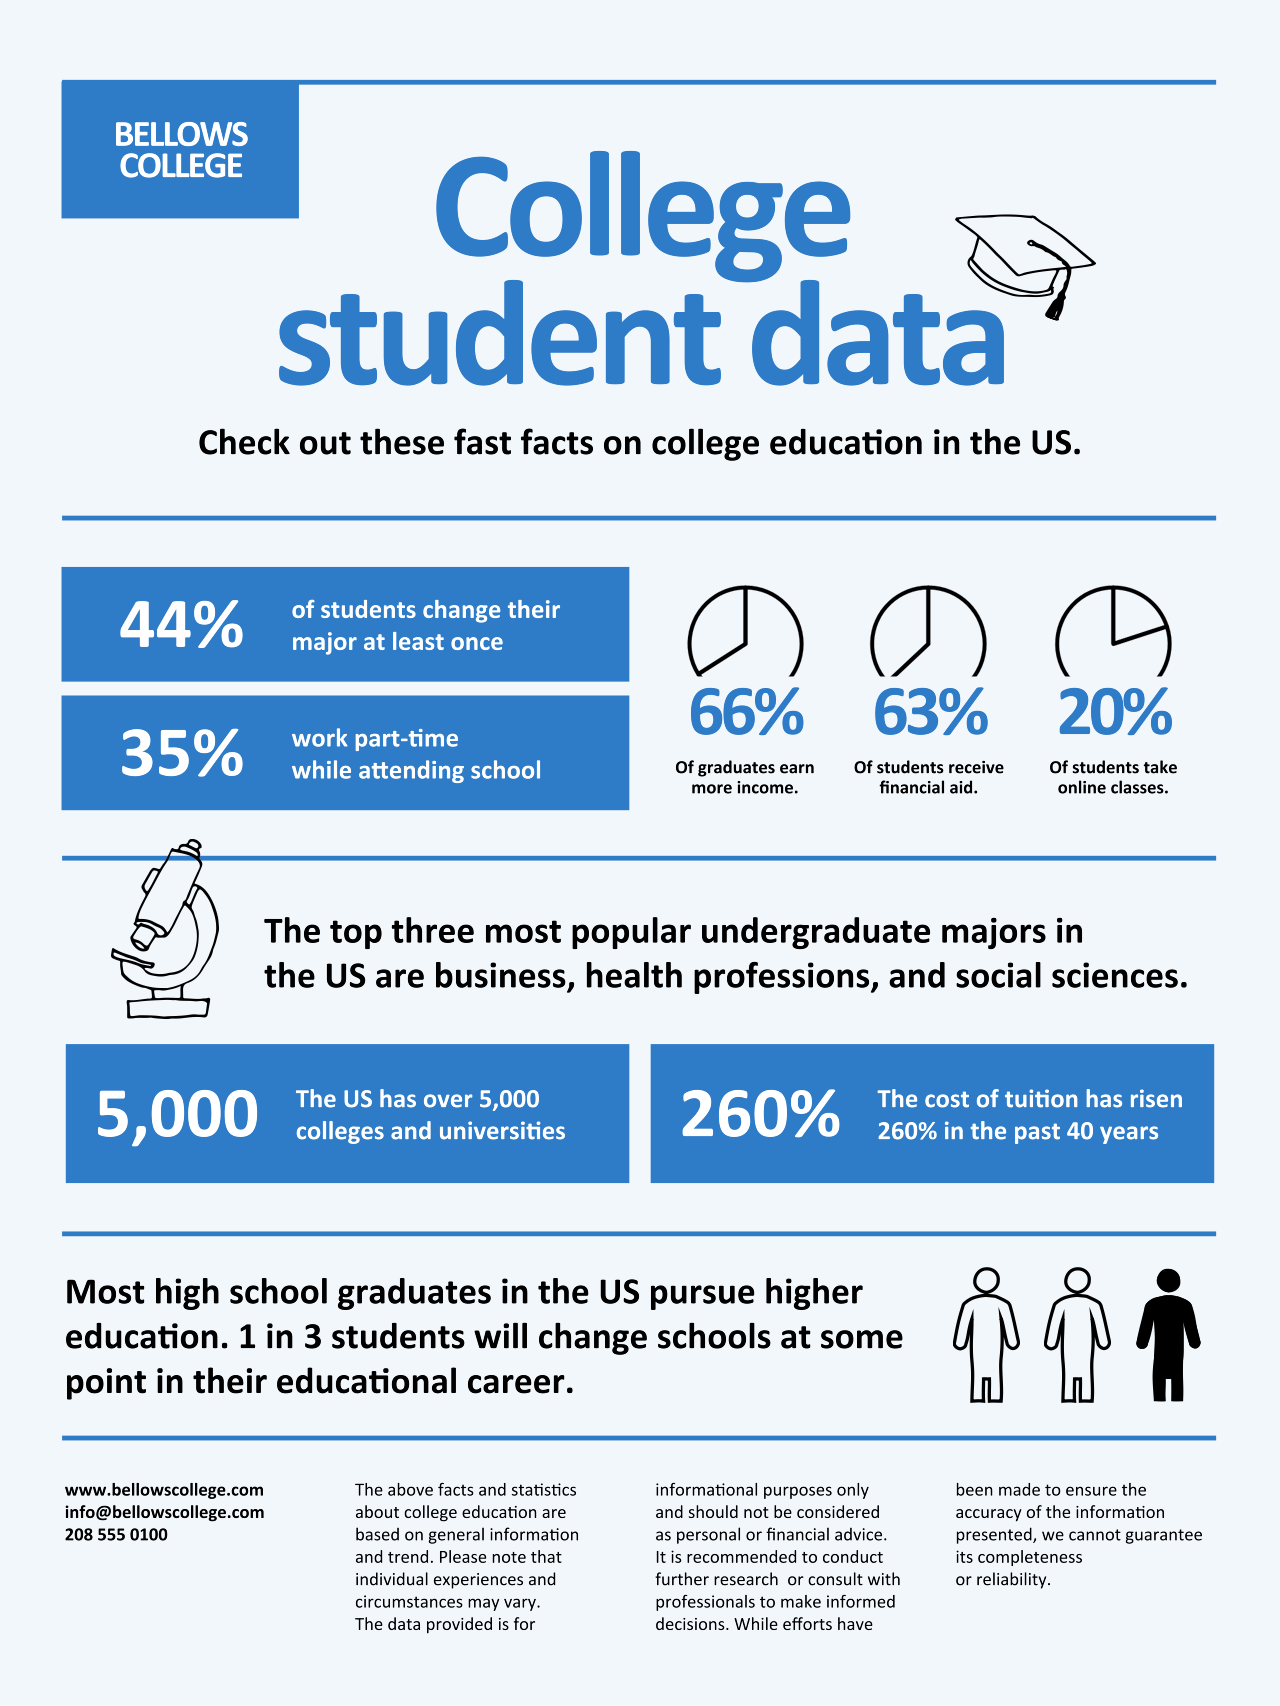 BELLOWS
COLLEGE
College
student data
Check out these fast facts on college education in the US.
44%
of students change their
major at least once
35%
work part-time
while attending school
66%
Of graduates earn
more income.
63%
Of students receive
financial aid.
20%
Of students take
online classes.
The top three most popular undergraduate majors in
the US are business, health professions, and social sciences.
5,000
The US has over 5,000
colleges and universities
260%
The cost of tuition has risen
260% in the past 40 years
Most high school graduates in the US pursue higher
education. 1 in 3 students will change schools at some
point in their educational career.
www.bellowscollege.com
info@bellowscollege.com
208 555 0100
The above facts and statistics
about college education are
based on general information
and trend. Please note that
individual experiences and
circumstances may vary.
The data provided is for
informational purposes only
and should not be considered
as personal or financial advice.
It is recommended to conduct
further research  or consult with
professionals to make informed
decisions. While efforts have
been made to ensure the
accuracy of the information
presented, we cannot guarantee
its completeness
or reliability.